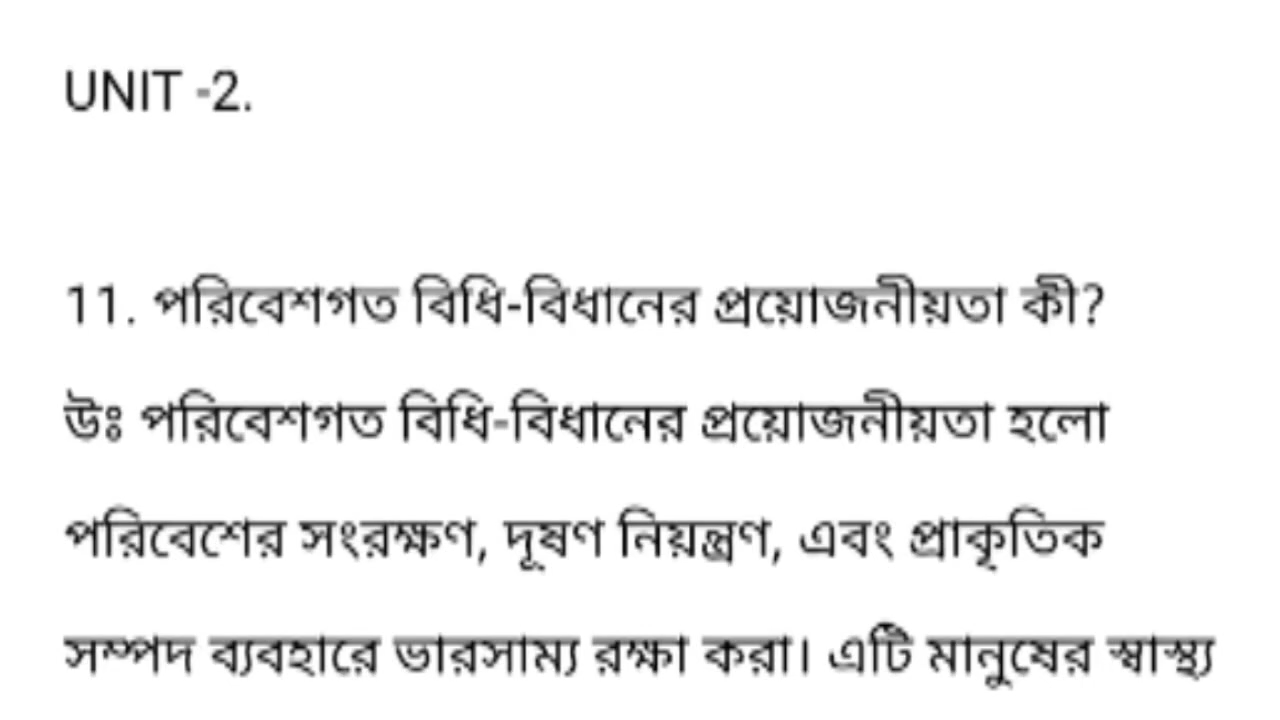 UNIT -2.
11. পরিবেশগত বিধি-বিধানের প্রয়োজনীয়তা কী?
উঃ পরিবেশগত বিধি-বিধানের প্রয়োজনীয়তা হলো
পরিবেশের সংরক্ষণ, দূষণ নিয়ন্ত্রণ, এবং প্রাকৃতিক
সম্পদ ব্যবহারে ভারসাম্য রক্ষা করা। এটি মানুষের স্বাস্থ্য